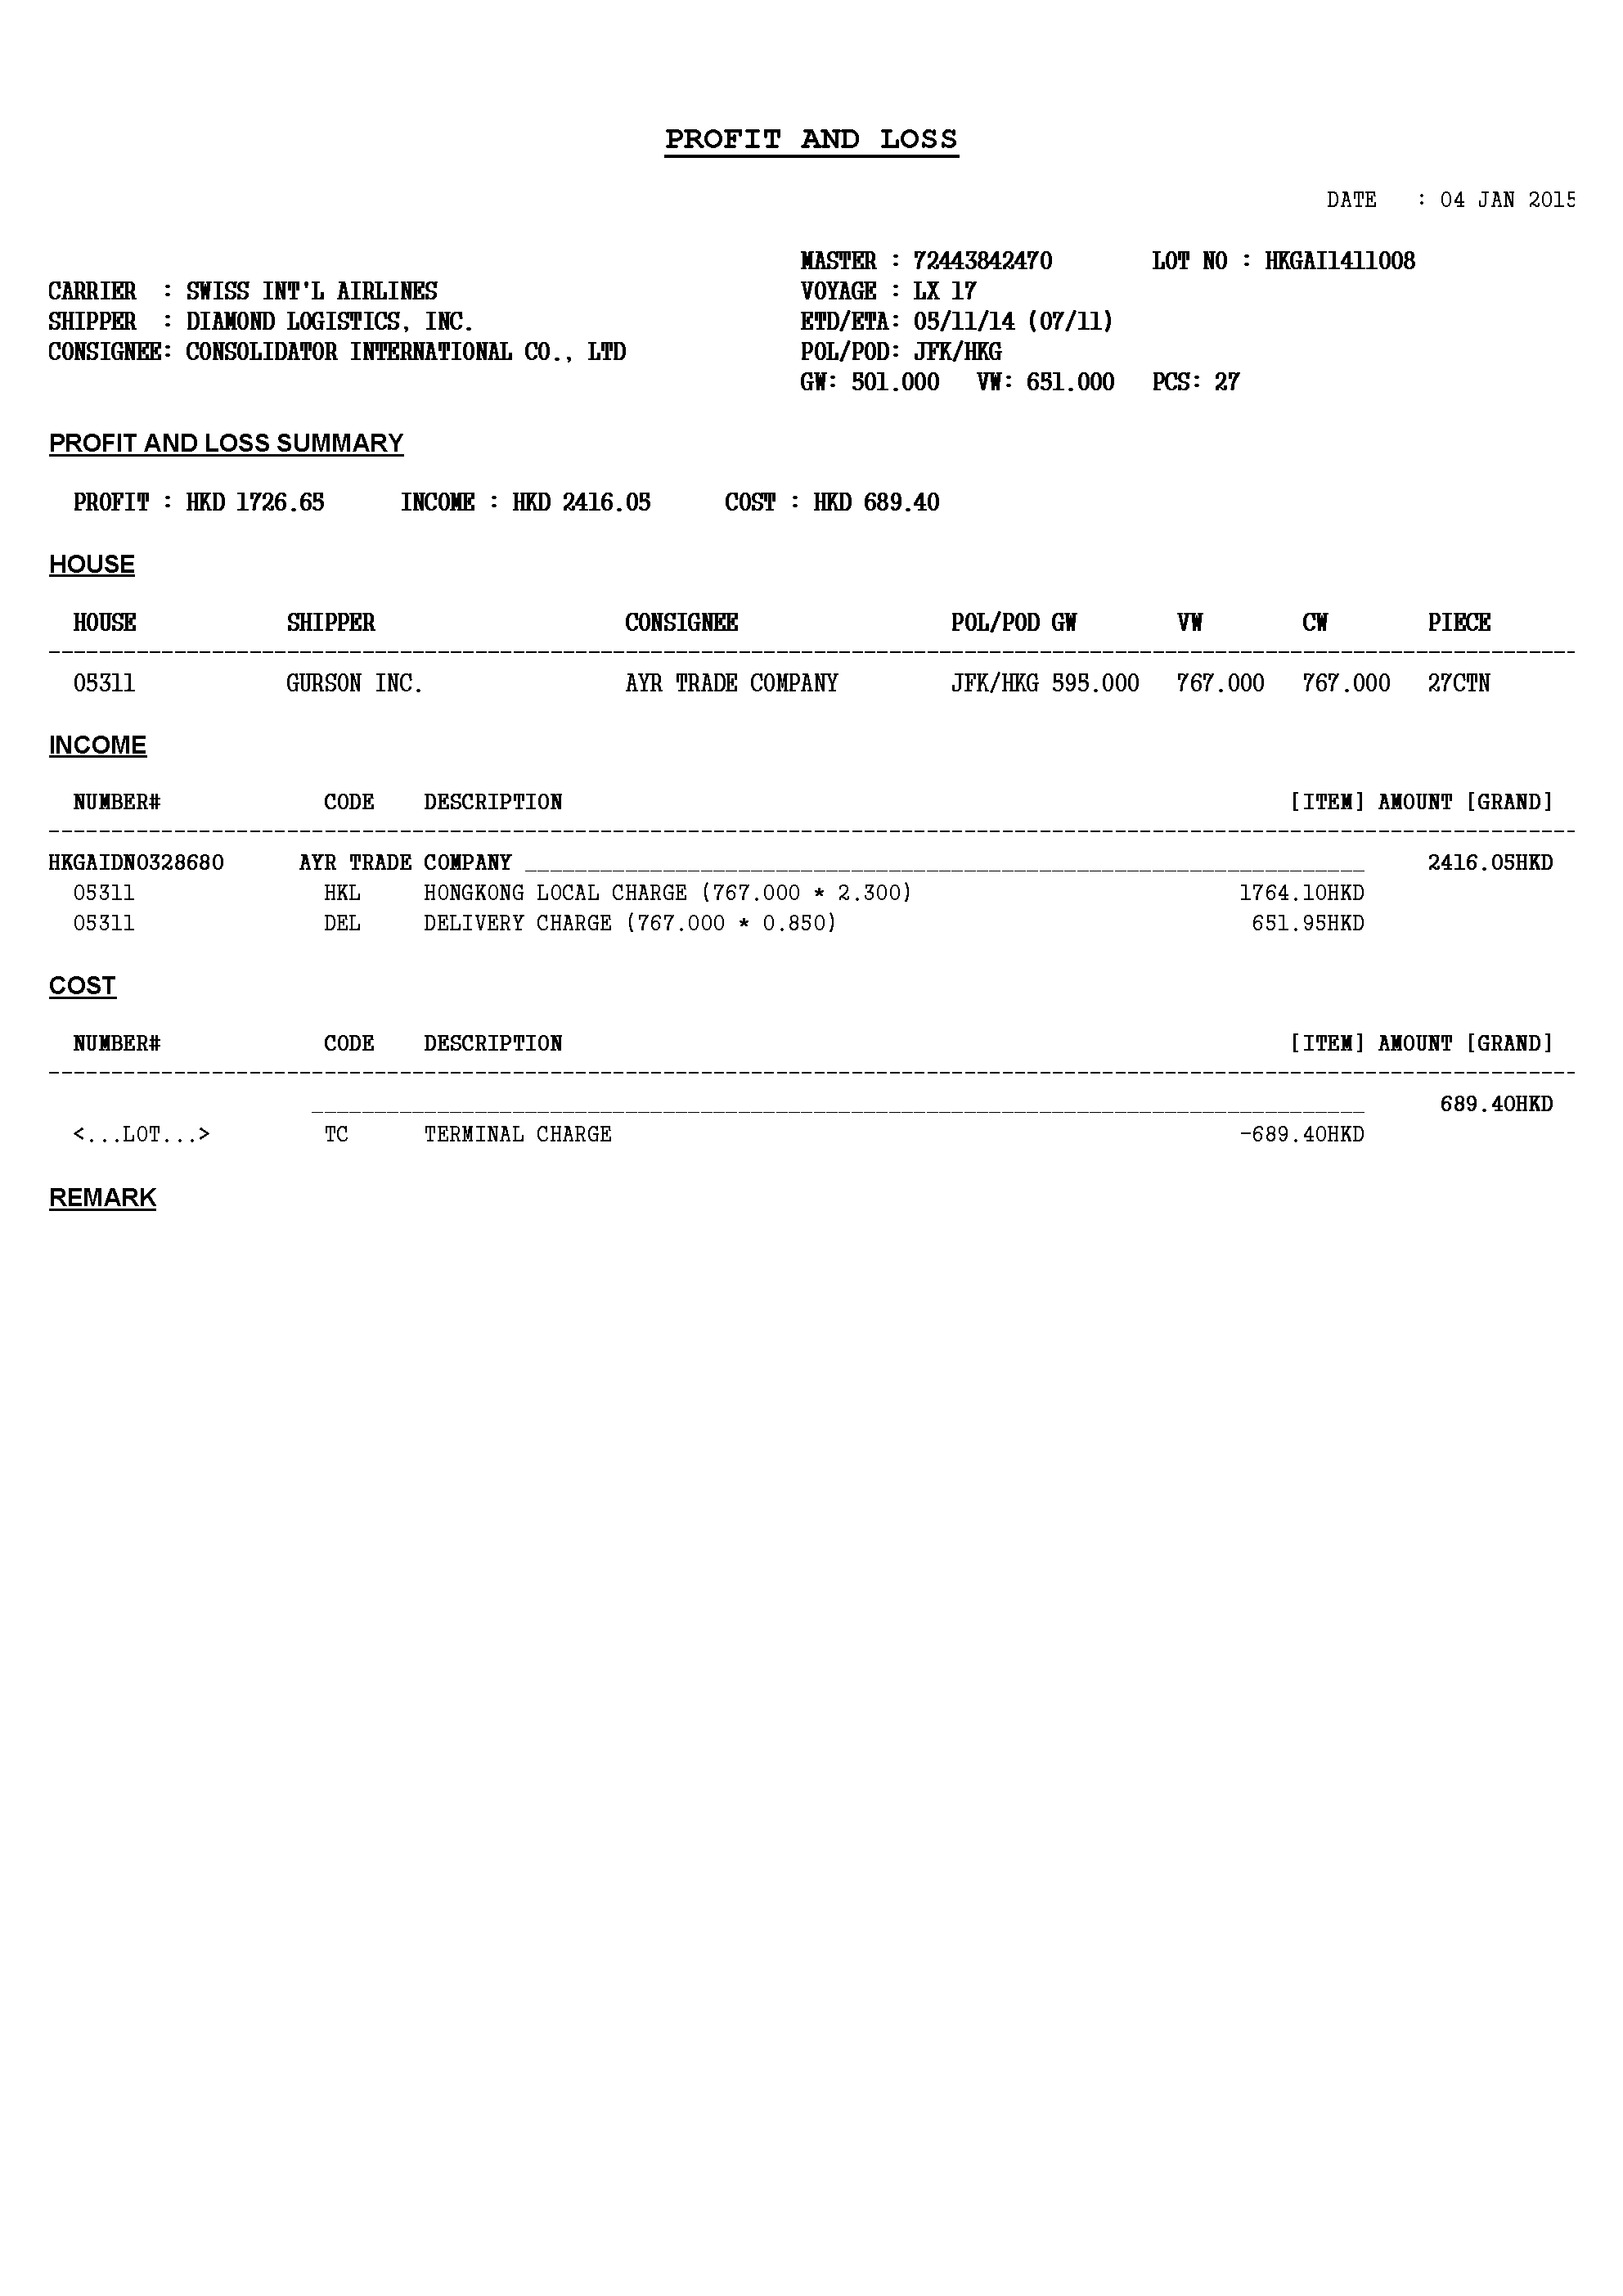 PROFIT AND LOSS
DATE : 04 JAN 2015
MASTER : 72443842470 LOT NO : HKGAI1411008
CARRIER : SWISS INT'L AIRLINES VOYAGE : LX 17
SHIPPER : DIAMOND LOGISTICS, INC. ETD/ETA: 05/11/14 (07/11)
CONSIGNEE: CONSOLIDATOR INTERNATIONAL CO., LTD POL/POD: JFK/HKG
GW: 501.000 VW: 651.000 PCS: 27
PROFIT AND LOSS SUMMARY
PROFIT : HKD 1726.65 INCOME : HKD 2416.05 COST : HKD 689.40
HOUSE
HOUSE SHIPPER CONSIGNEE POL/POD GW VW CW PIECE
05311 GURSON INC. AYR TRADE COMPANY JFK/HKG 595.000 767.000 767.000 27CTN
INCOME
NUMBER# CODE DESCRIPTION [ITEM] AMOUNT [GRAND]
HKGAIDN0328680 AYR TRADE COMPANY 2416.05HKD
05311 HKL HONGKONG LOCAL CHARGE (767.000 * 2.300) 1764.10HKD
05311 DEL DELIVERY CHARGE (767.000 * 0.850) 651.95HKD
COST
NUMBER# CODE DESCRIPTION [ITEM] AMOUNT [GRAND]
689.40HKD
<...LOT...> TC TERMINAL CHARGE -689.40HKD
REMARK